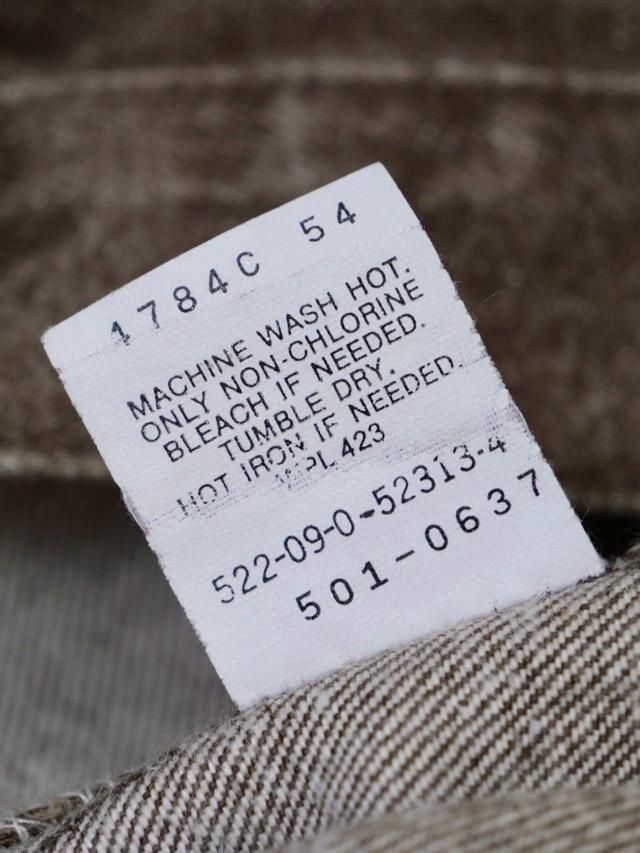 1784C 54
MACHINE WASH HOT.
ONLY NON-CHLORINE
BLEACH IF NEEDED.
TUMBLE DRY.
HOT IRON IF NEEDED.
WPL 423
522-09-0-52313-4
501-0637